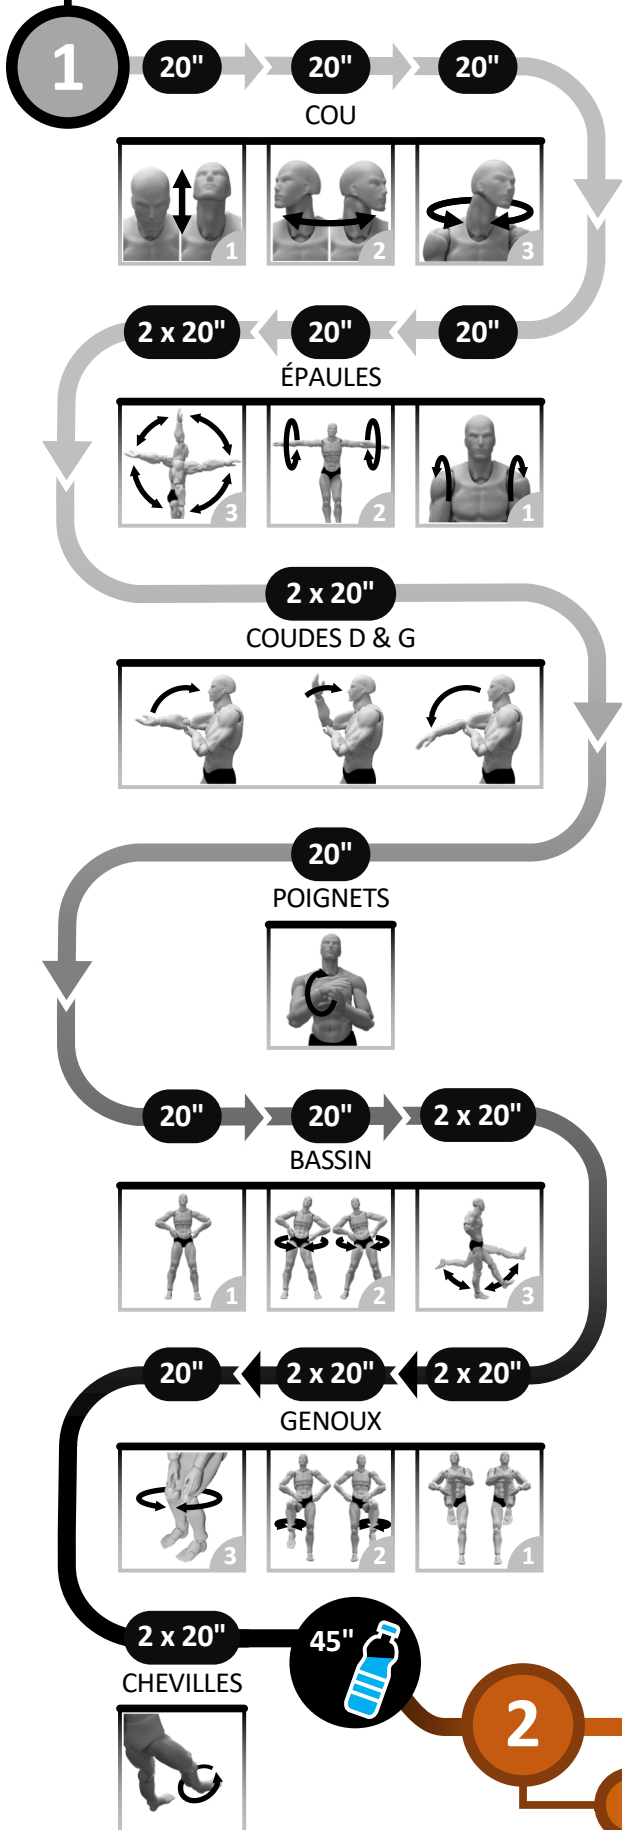 1
20" 20" 20"
COU
1 2 3
2 x 20" 20" 20"
ÉPAULES
3 2 1
2 x 20"
COUDES D & G
20"
POIGNETS
20" 20" 2 x 20"
BASSIN
1 2 3
20" 2 x 20" 2 x 20"
GENOUX
3 2 1
2 x 20" 45"
CHEVILLES
2